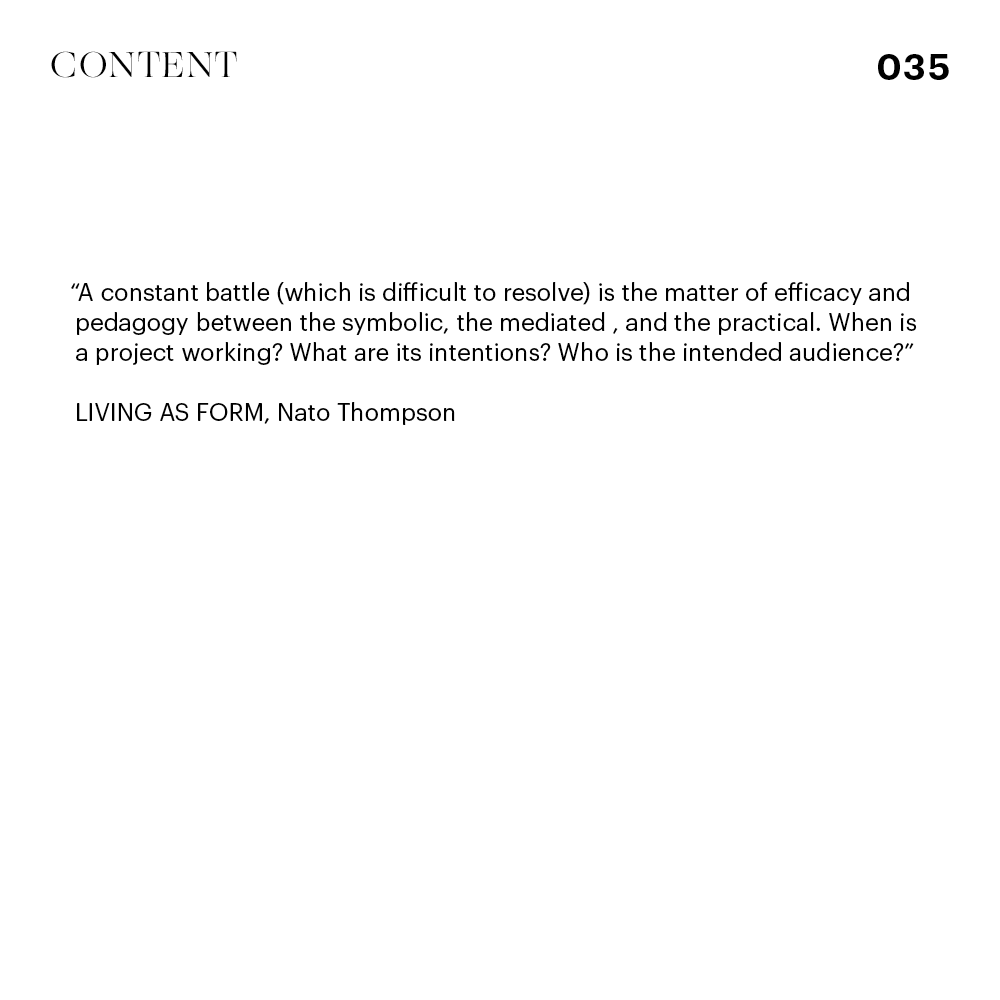 CONTENT
035
“A constant battle (which is difficult to resolve) is the matter of efficacy and
pedagogy between the symbolic, the mediated , and the practical. When is
a project working? What are its intentions? Who is the intended audience?”
LIVING AS FORM, Nato Thompson